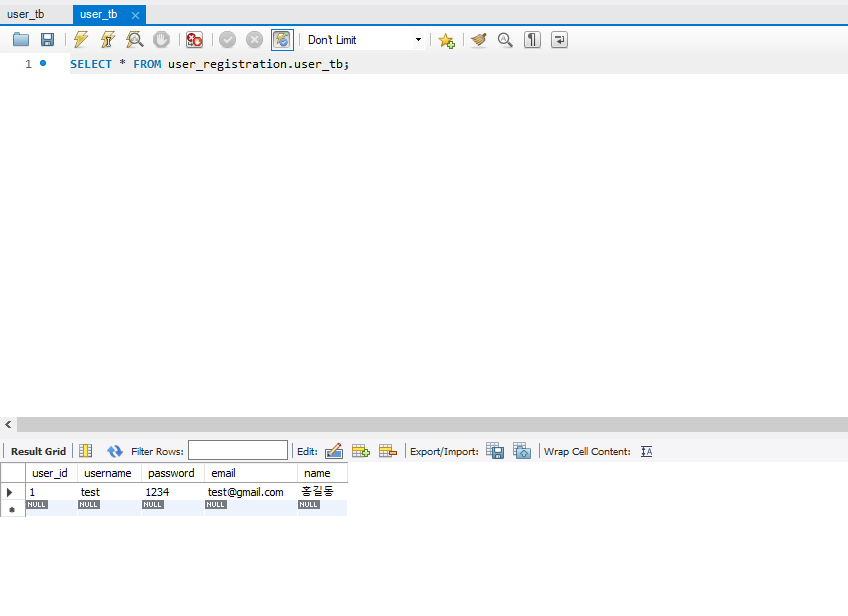 user_tb user_tb
Don't Limit
1 SELECT * FROM user_registration.user_tb;
Result Grid Filter Rows: Edit: Export/Import: Wrap Cell Content: IA
user_id username password email name
1 test 1234 test@gmail.com 홍길동
NULL NULL NULL NULL NULL